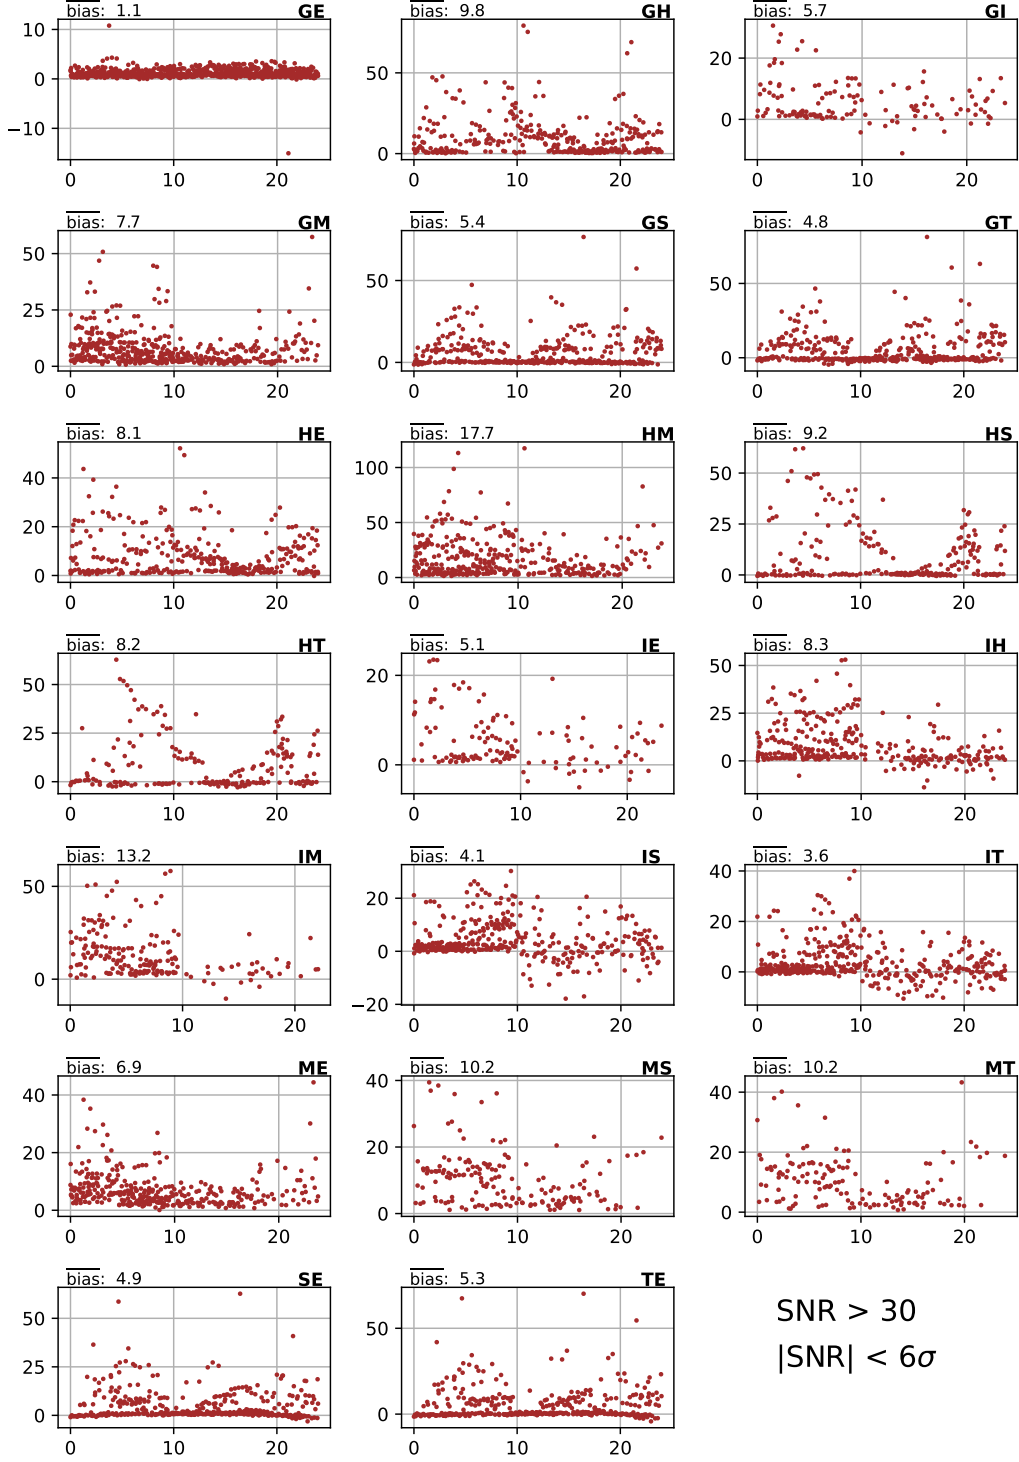 bias: 1.1 GE bias: 9.8 GH bias: 5.7 GI
10 50 20
0 0 0
−10
0 10 20 0 10 20 0 10 20
bias: 7.7 GM bias: 5.4 GS bias: 4.8 GT
50 50 50
25
0 0 0
0 10 20 0 10 20 0 10 20
bias: 8.1 HE bias: 17.7 HM bias: 9.2 HS
40 100 50
20 50 25
0 0 0
0 10 20 0 10 20 0 10 20
bias: 8.2 HT bias: 5.1 IE bias: 8.3 IH
50 20 50
25 25
0 0 0
0 10 20 0 10 20 0 10 20
bias: 13.2 IM bias: 4.1 IS bias: 3.6 IT
50 20 40
20
0 0 0
−20
0 10 20 0 10 20 0 10 20
bias: 6.9 ME bias: 10.2 MS bias: 10.2 MT
40 40 40
20 20 20
0 0 0
0 10 20 0 10 20 0 10 20
bias: 4.9 SE bias: 5.3 TE
50 50
25
0 0
0 10 20 0 10 20
SNR > 30
|SNR| < 6σ